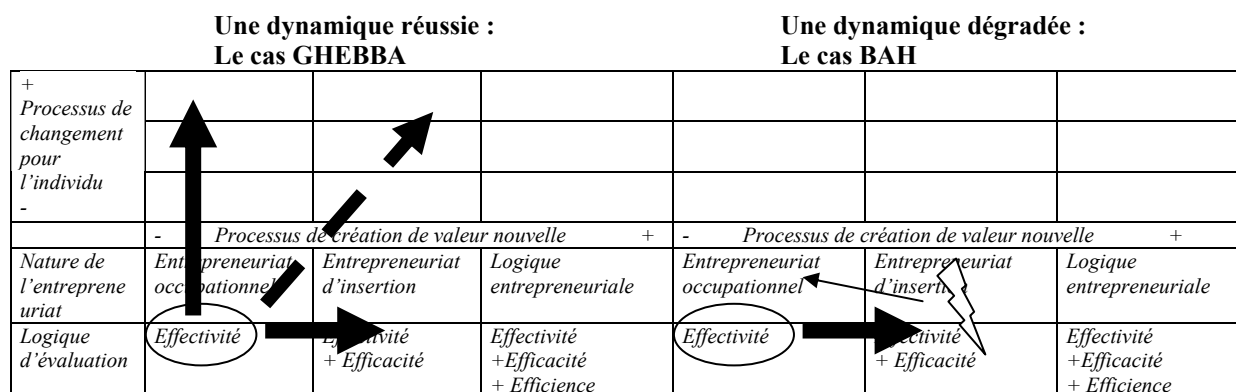 Une dynamique réussie :
Le cas GHEBBA
Une dynamique dégradée :
Le cas BAH
+
Processus de
changement
pour
l'individu
-
- Processus de création de valeur nouvelle +
- Processus de création de valeur nouvelle +
Nature de
l'entreprene
uriat
Entrepreneuriat
occupationnel
Entrepreneuriat
d'insertion
Logique
entrepreneuriale
Entrepreneuriat
occupationnel
Entrepreneuriat
d'insertion
Logique
entrepreneuriale
Logique
d'évaluation
Effectivité
Effectivité
+ Efficacité
Effectivité
+Efficacité
+ Efficience
Effectivité
Effectivité
+ Efficacité
Effectivité
+Efficacité
+ Efficience